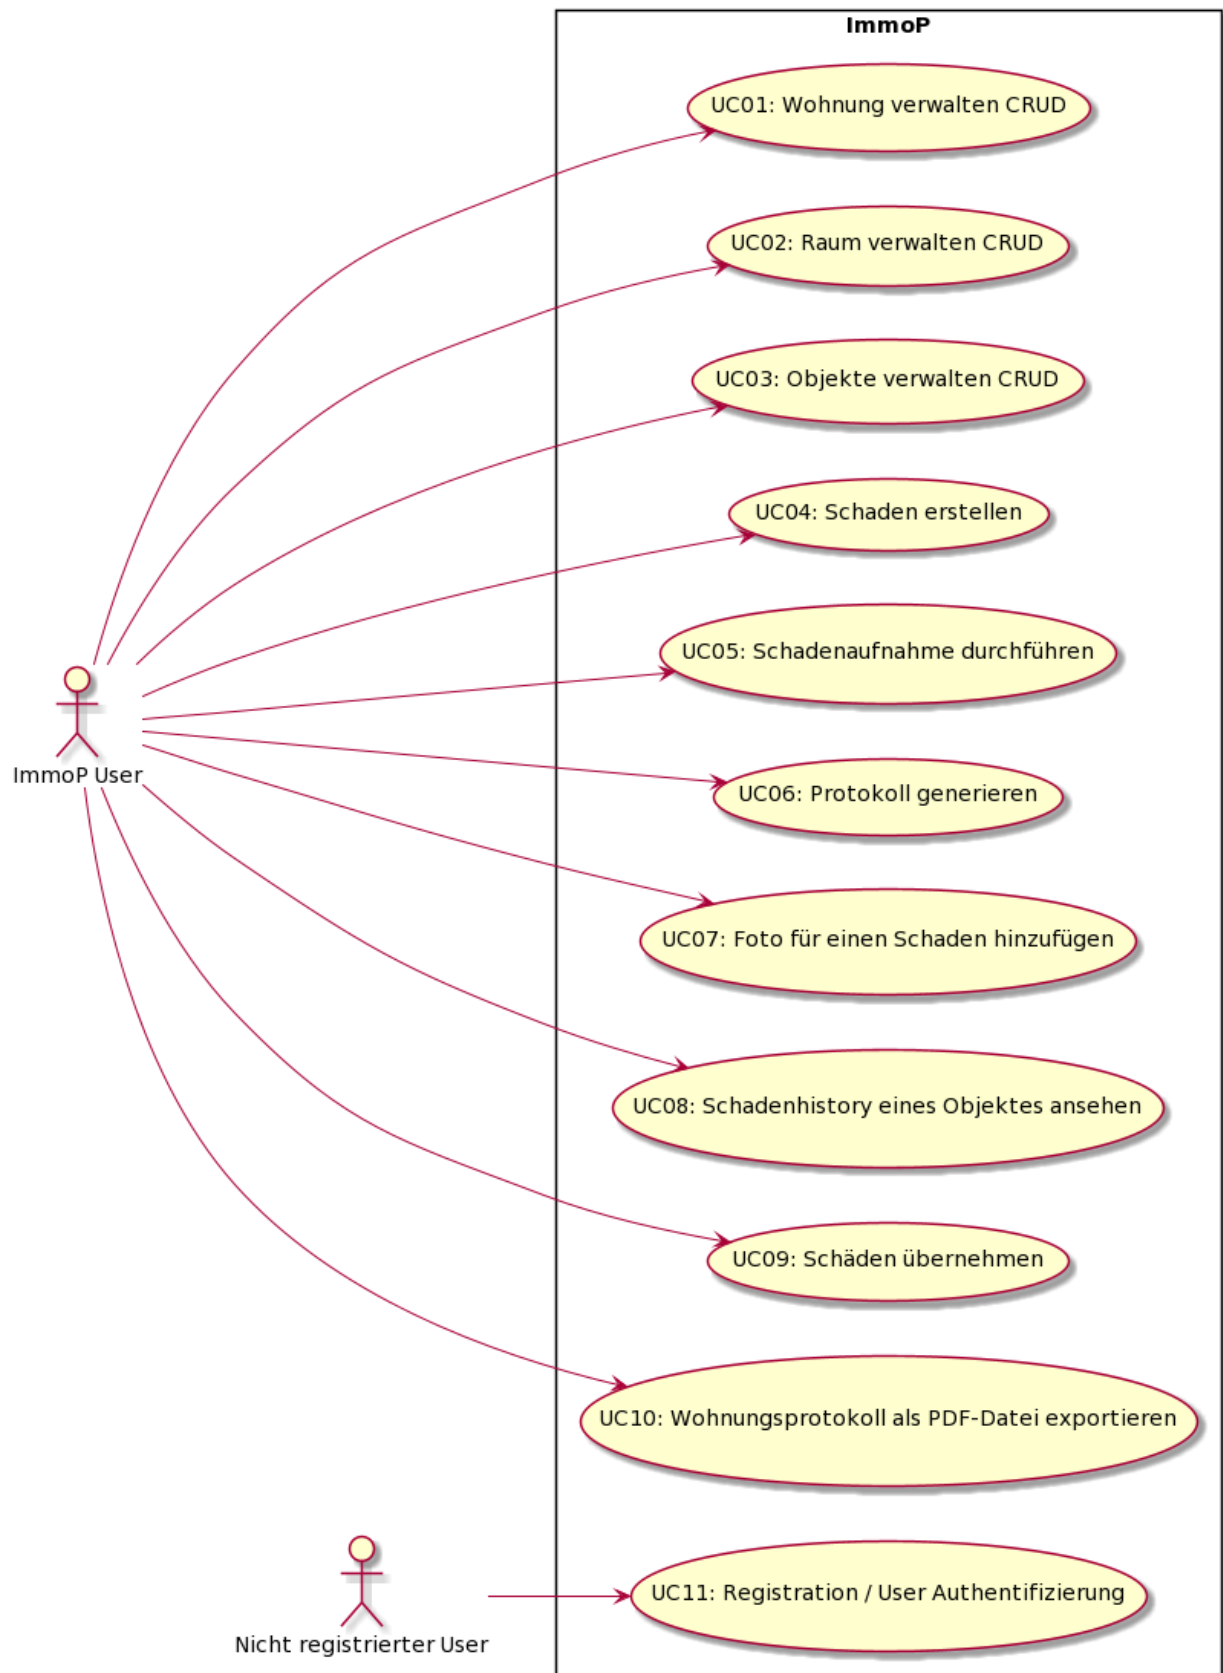 ImmoP
UC01: Wohnung verwalten CRUD
UC02: Raum verwalten CRUD
UC03: Objekte verwalten CRUD
UC04: Schaden erstellen
UC05: Schadenaufnahme durchführen
ImmoP User
UC06: Protokoll generieren
UC07: Foto für einen Schaden hinzufügen
UC08: Schadenhistory eines Objektes ansehen
UC09: Schäden übernehmen
UC10: Wohnungsprotokoll als PDF-Datei exportieren
UC11: Registration / User Authentifizierung
Nicht registrierter User